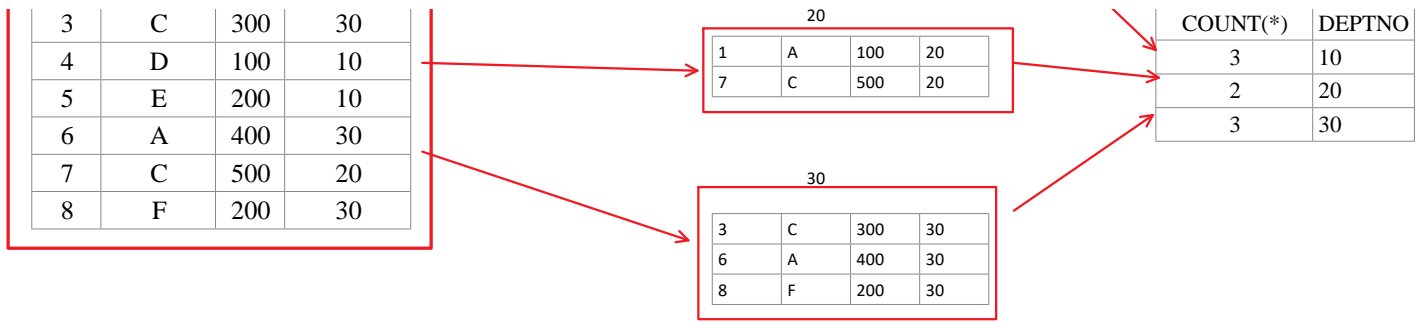 3 C 300 30
4 D 100 10
5 E 200 10
6 A 400 30
7 C 500 20
8 F 200 30
20
1 A 100 20
7 C 500 20
30
3 C 300 30
6 A 400 30
8 F 200 30
COUNT(*) DEPTNO
3 10
2 20
3 30